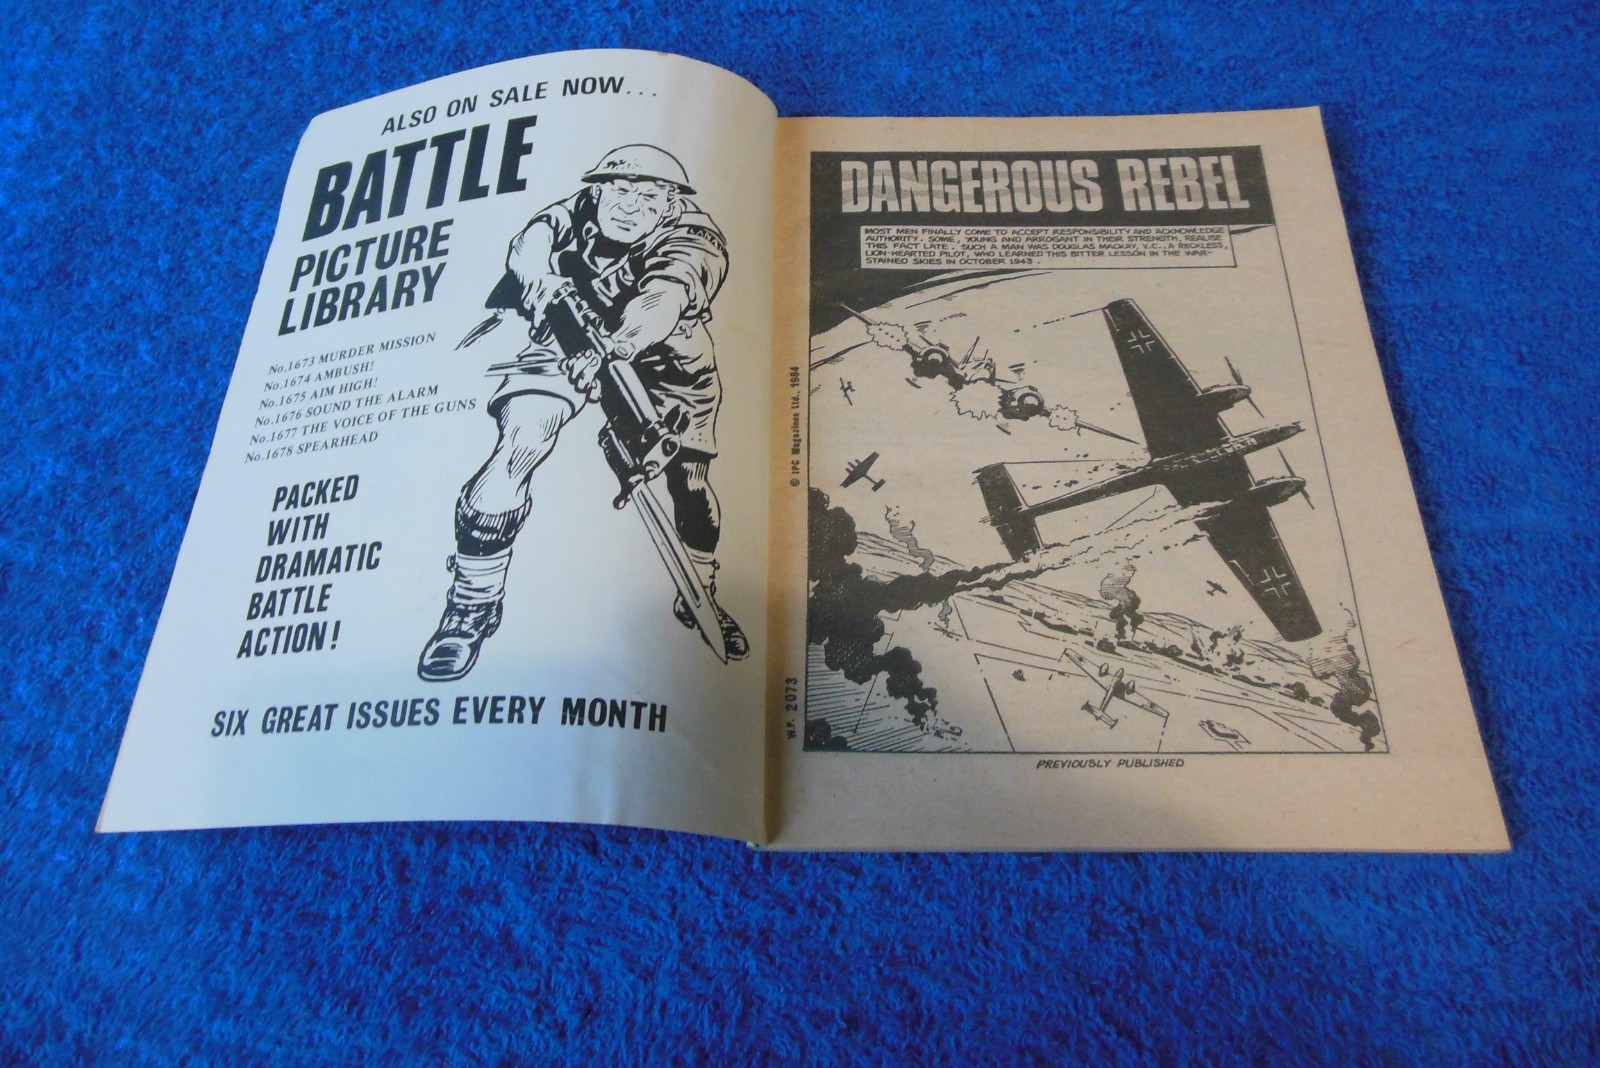 ALSO ON SALE NOW...
BATTLE
PICTURE
LIBRARY
No.1673 MURDER MISSION
No.1674 AMBUSH!
No.1675 AIM HIGH!
No.1676 SOUND THE ALARM
No.1677 THE VOICE OF THE GUNS
No.1678 SPEARHEAD
PACKED
WITH
DRAMATIC
BATTLE
ACTION!
SIX GREAT ISSUES EVERY MONTH
DANGEROUS REBEL
MOST MEN FINALLY COME TO ACCEPT RESPONSIBILITY AND ACKNOWLEDGE
AUTHORITY. SOME, YOUNG AND ARROGANT IN THEIR STRENGTH, REALISE
THIS FACT LATE. SUCH A MAN WAS DOUGLAS MACKAY, V.C., A RECKLESS,
LION-HEARTED PILOT, WHO LEARNED THIS BITTER LESSON IN THE WAR-
STAINED SKIES IN OCTOBER 1943.
© IPC Magazines Ltd., 1984
W.P. 2073
PREVIOUSLY PUBLISHED